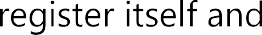 register itself and